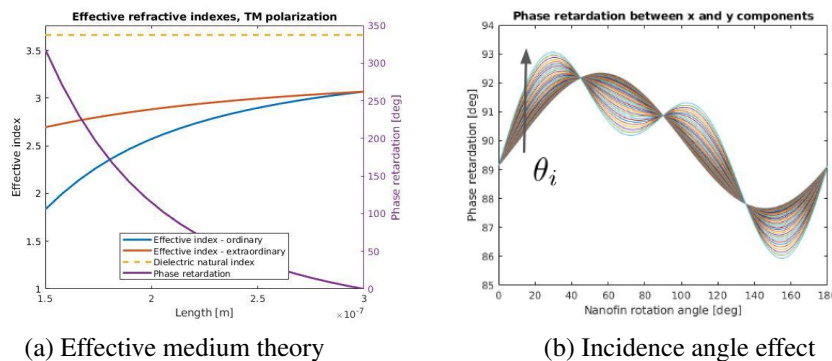 Effective refractive indexes, TM polarization
3.5
3
2.5
2
1.5
1
Effective index
350
300
250
200
150
100
50
0
Phase retardation [deg]
Effective index - ordinary
Effective index - extraordinary
Dielectric natural index
Phase retardation
1.5
2
2.5
3
Length [m]
×10⁻⁷
(a) Effective medium theory
Phase retardation between x and y components
94
93
92
91
90
89
88
87
86
85
Phase retardation [deg]
θᵢ
0
20
40
60
80
100
120
140
160
180
Nanofin rotation angle [deg]
(b) Incidence angle effect